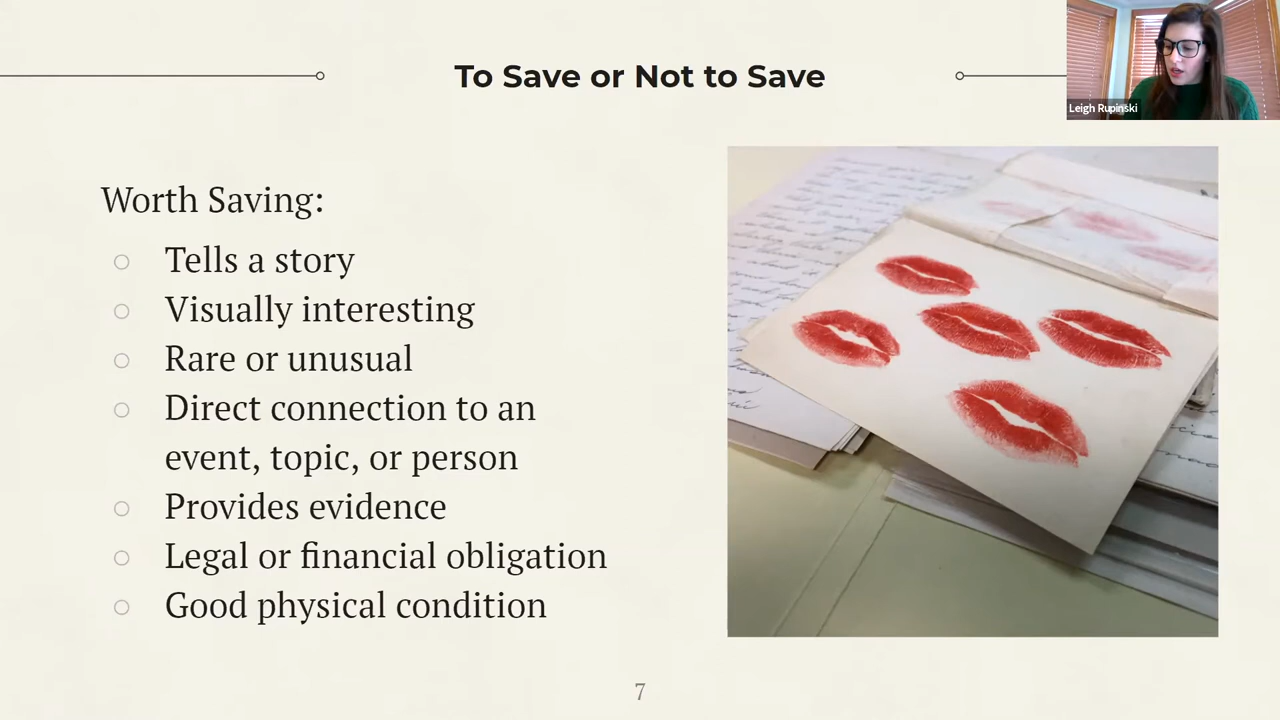 To Save or Not to Save
Leigh Rupinski
Worth Saving:
Tells a story
Visually interesting
Rare or unusual
Direct connection to an
event, topic, or person
Provides evidence
Legal or financial obligation
Good physical condition
7